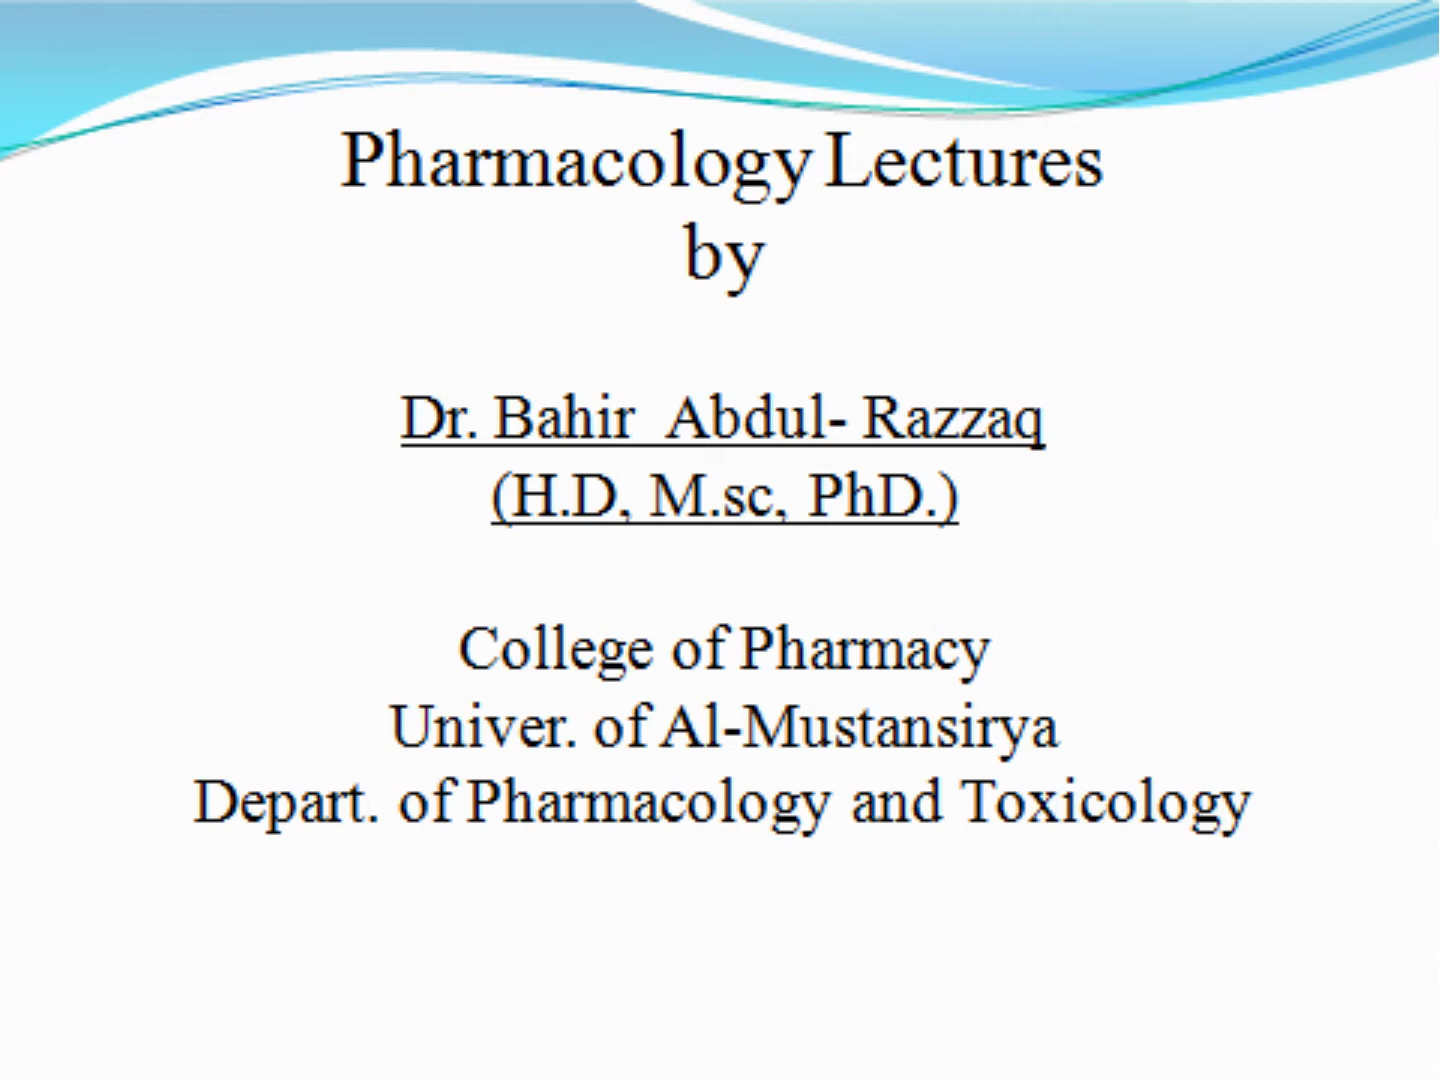 Pharmacology Lectures
by
Dr. Bahir Abdul- Razzaq
(H.D, M.sc, PhD.)
College of Pharmacy
Univer. of Al-Mustansirya
Depart. of Pharmacology and Toxicology